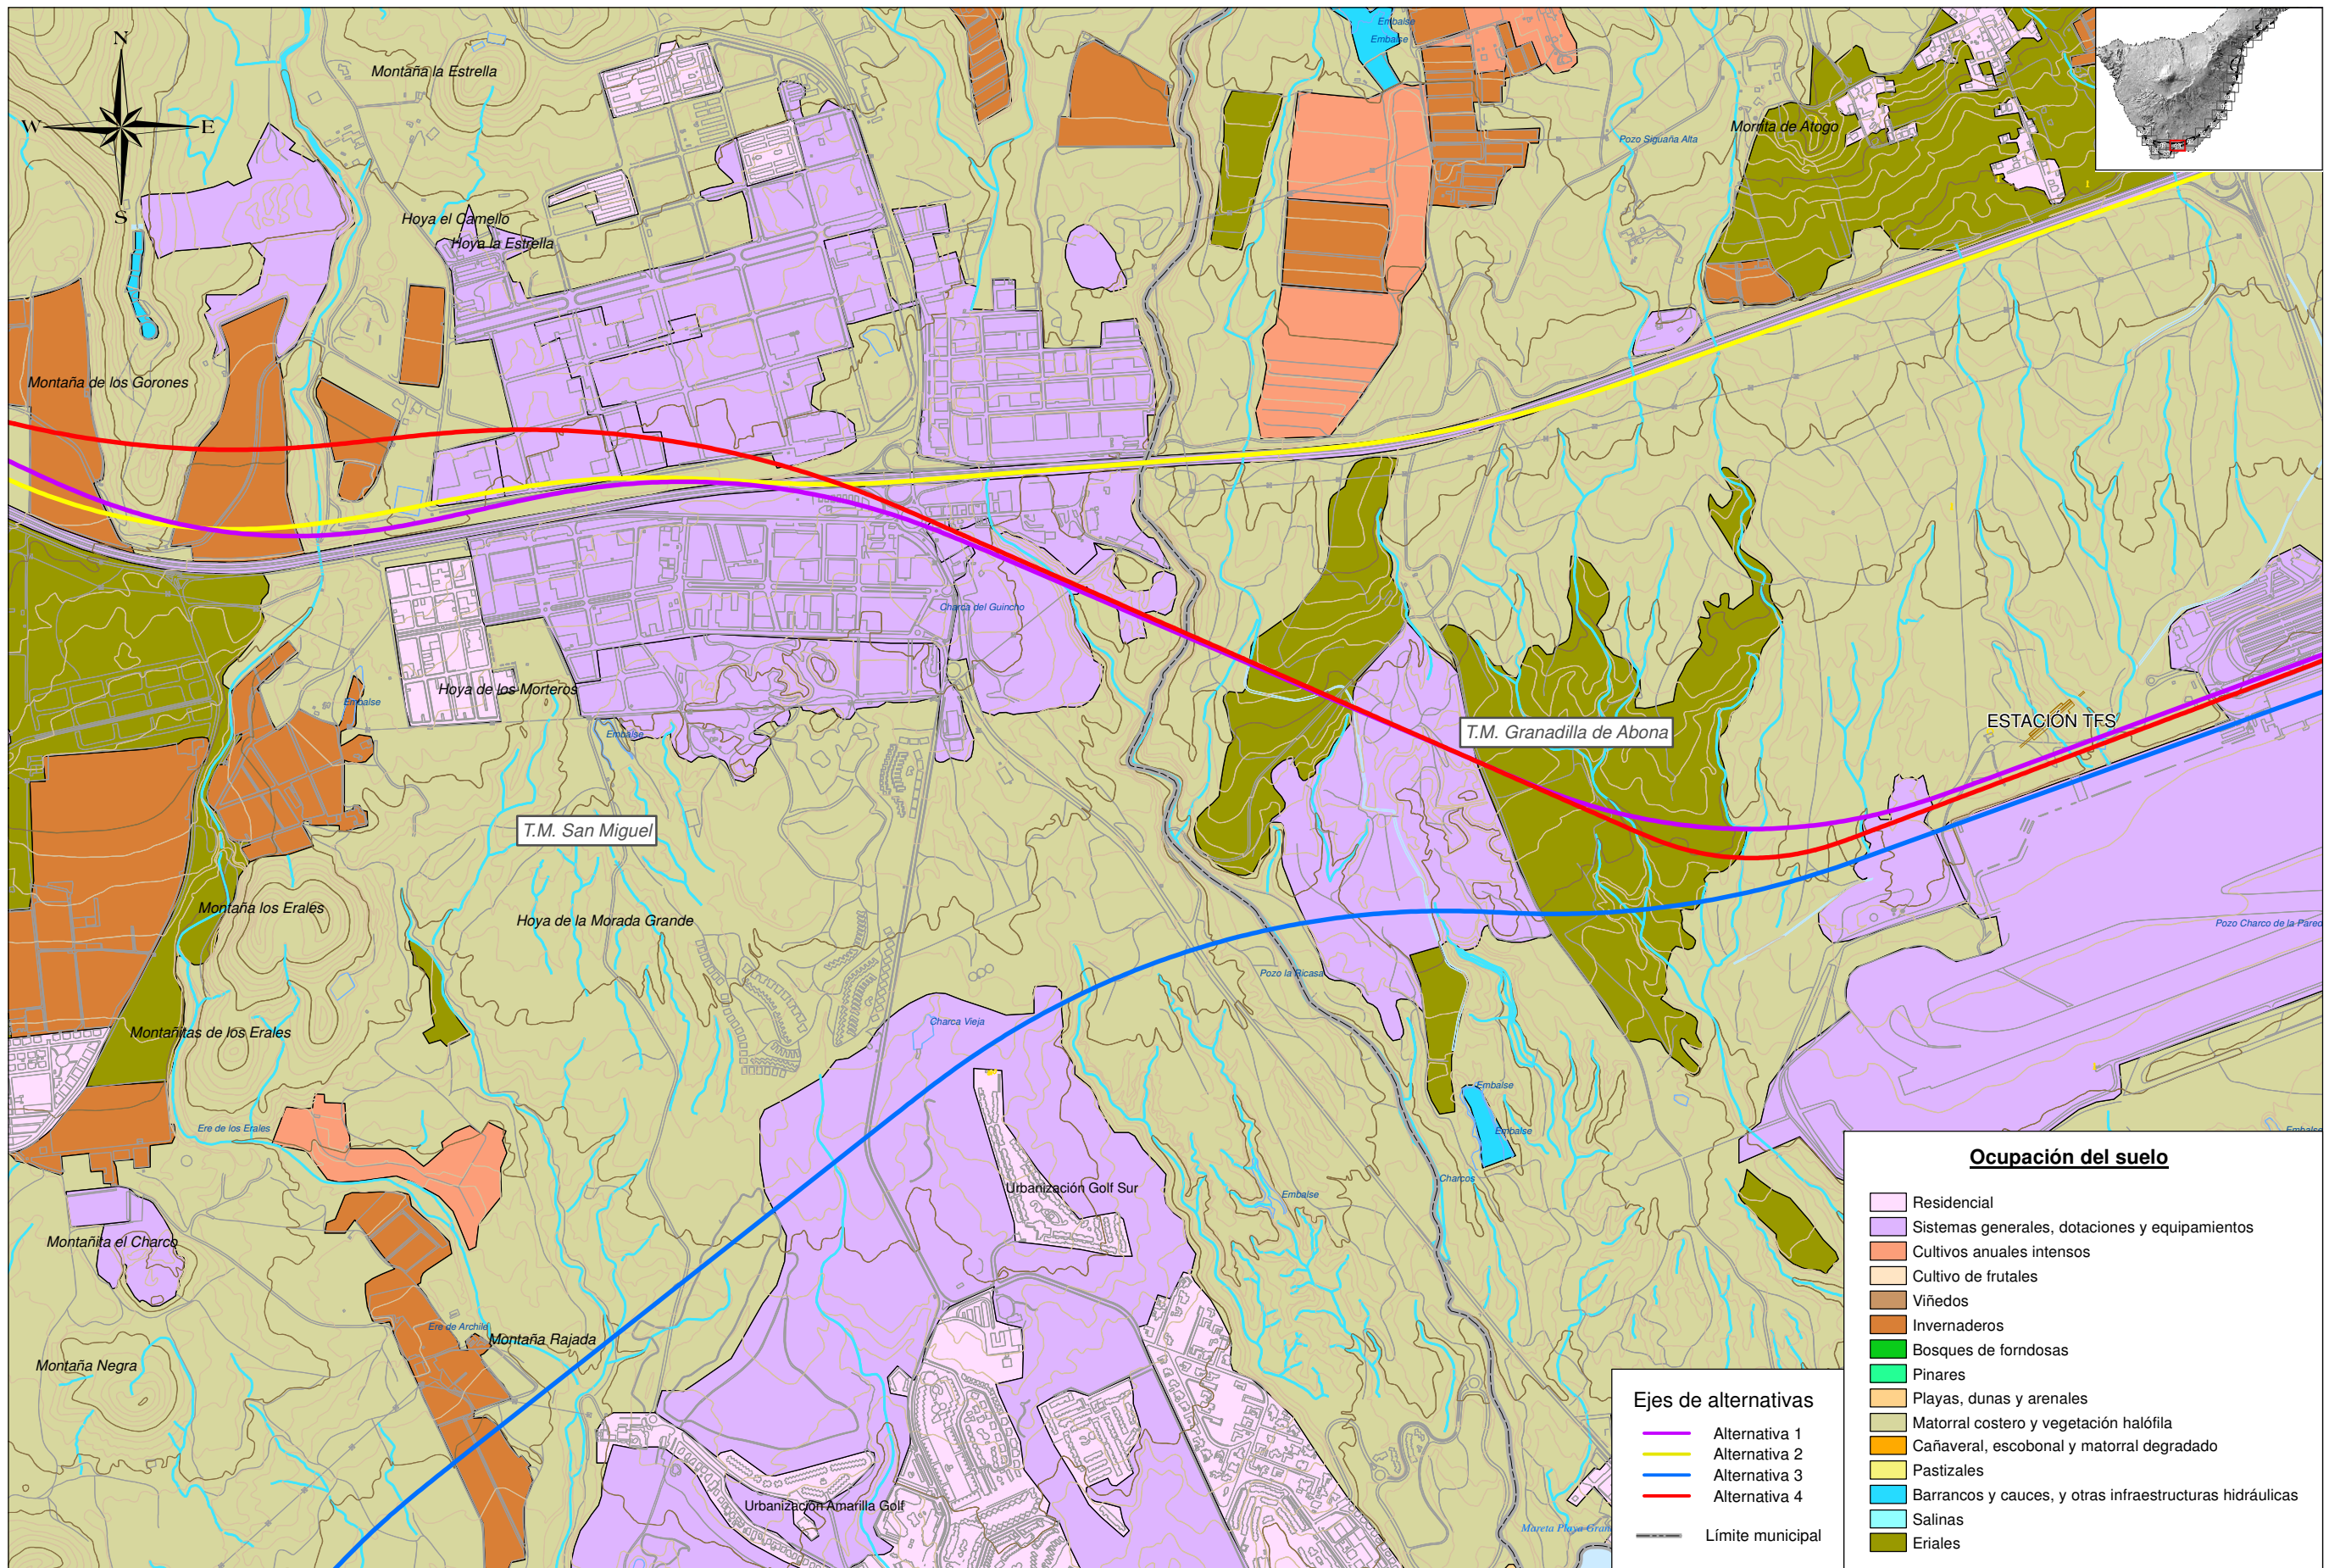 N
W
E
S
Montaña la Estrella
Embalse
Embalse
Pozo Siguaña Alta
Morrita de Atogo
Hoya el Camello
Hoya la Estrella
Montaña de los Gorones
Charca del Guincho
Hoya de los Morteros
Embalse
Embalse
T.M. Granadilla de Abona
ESTACIÓN TFS
T.M. San Miguel
Montaña los Erales
Hoya de la Morada Grande
Pozo Charco de la Pared
Pozo la Ricasa
Charca Vieja
Montañitas de los Erales
Embalse
Ere de los Erales
Embalse
Embalse
Charcos
Urbanización Golf Sur
Embalse
Montañita el Charco
Ere de Archile
Montaña Rajada
Montaña Negra
Urbanización Amarilla Golf
Mareta Playa Gran
Ejes de alternativas
Alternativa 1
Alternativa 2
Alternativa 3
Alternativa 4
Límite municipal
Ocupación del suelo
Residencial
Sistemas generales, dotaciones y equipamientos
Cultivos anuales intensos
Cultivo de frutales
Viñedos
Invernaderos
Bosques de forndosas
Pinares
Playas, dunas y arenales
Matorral costero y vegetación halófila
Cañaveral, escobonal y matorral degradado
Pastizales
Barrancos y cauces, y otras infraestructuras hidráulicas
Salinas
Eriales